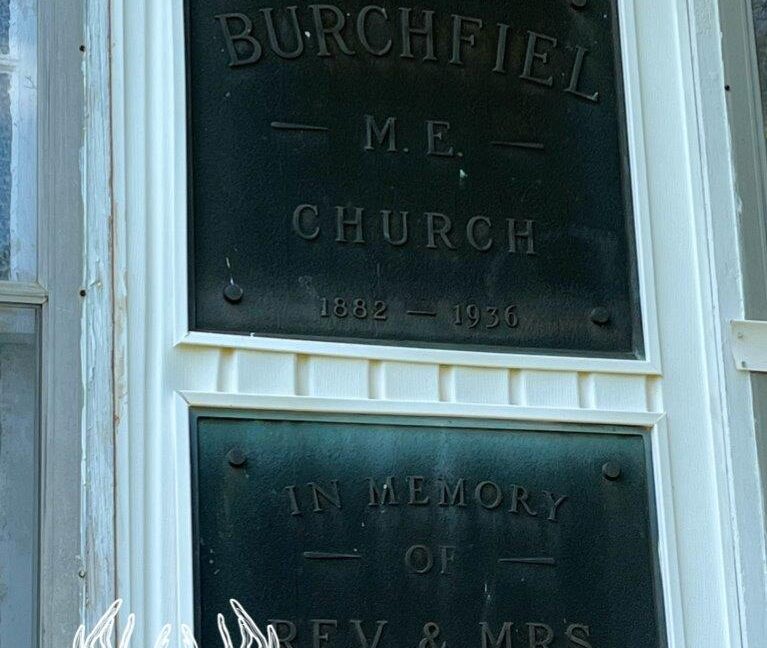 BURCHFIEL
— M. E. —
CHURCH
1882 — 1936
IN MEMORY
— OF —
REV. & MRS.